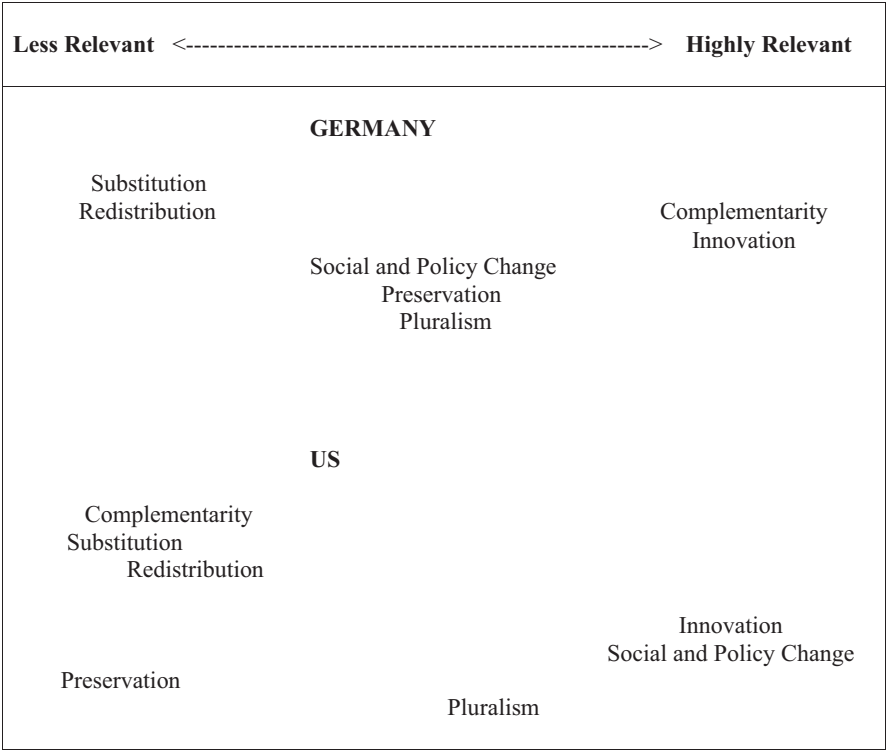 Less Relevant <----------------------------------------------------------> Highly Relevant
GERMANY
Substitution
Redistribution Complementarity
Innovation
Social and Policy Change
Preservation
Pluralism
US
Complementarity
Substitution
Redistribution
Innovation
Social and Policy Change
Preservation
Pluralism